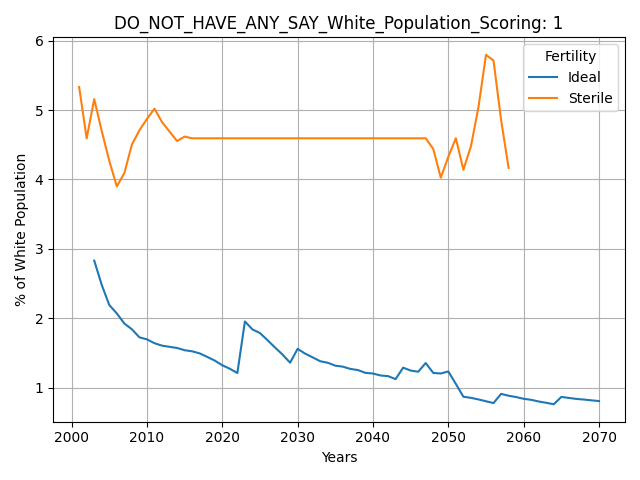 DO_NOT_HAVE_ANY_SAY_White_Population_Scoring: 1
Fertility
Ideal
Sterile
% of White Population
6
5
4
3
2
1
2000 2010 2020 2030 2040 2050 2060 2070
Years